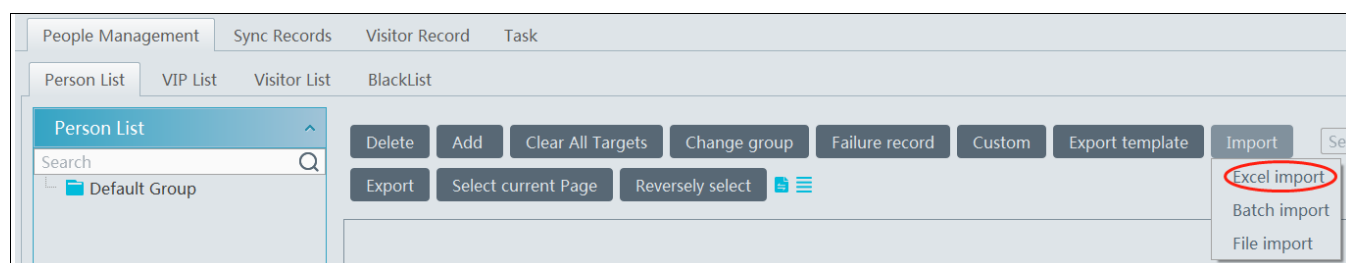 People Management Sync Records Visitor Record Task
Person List VIP List Visitor List BlackList
Person List
Search
Default Group
Delete Add Clear All Targets Change group Failure record Custom Export template Import Se
Export Select current Page Reversely select
Excel import
Batch import
File import